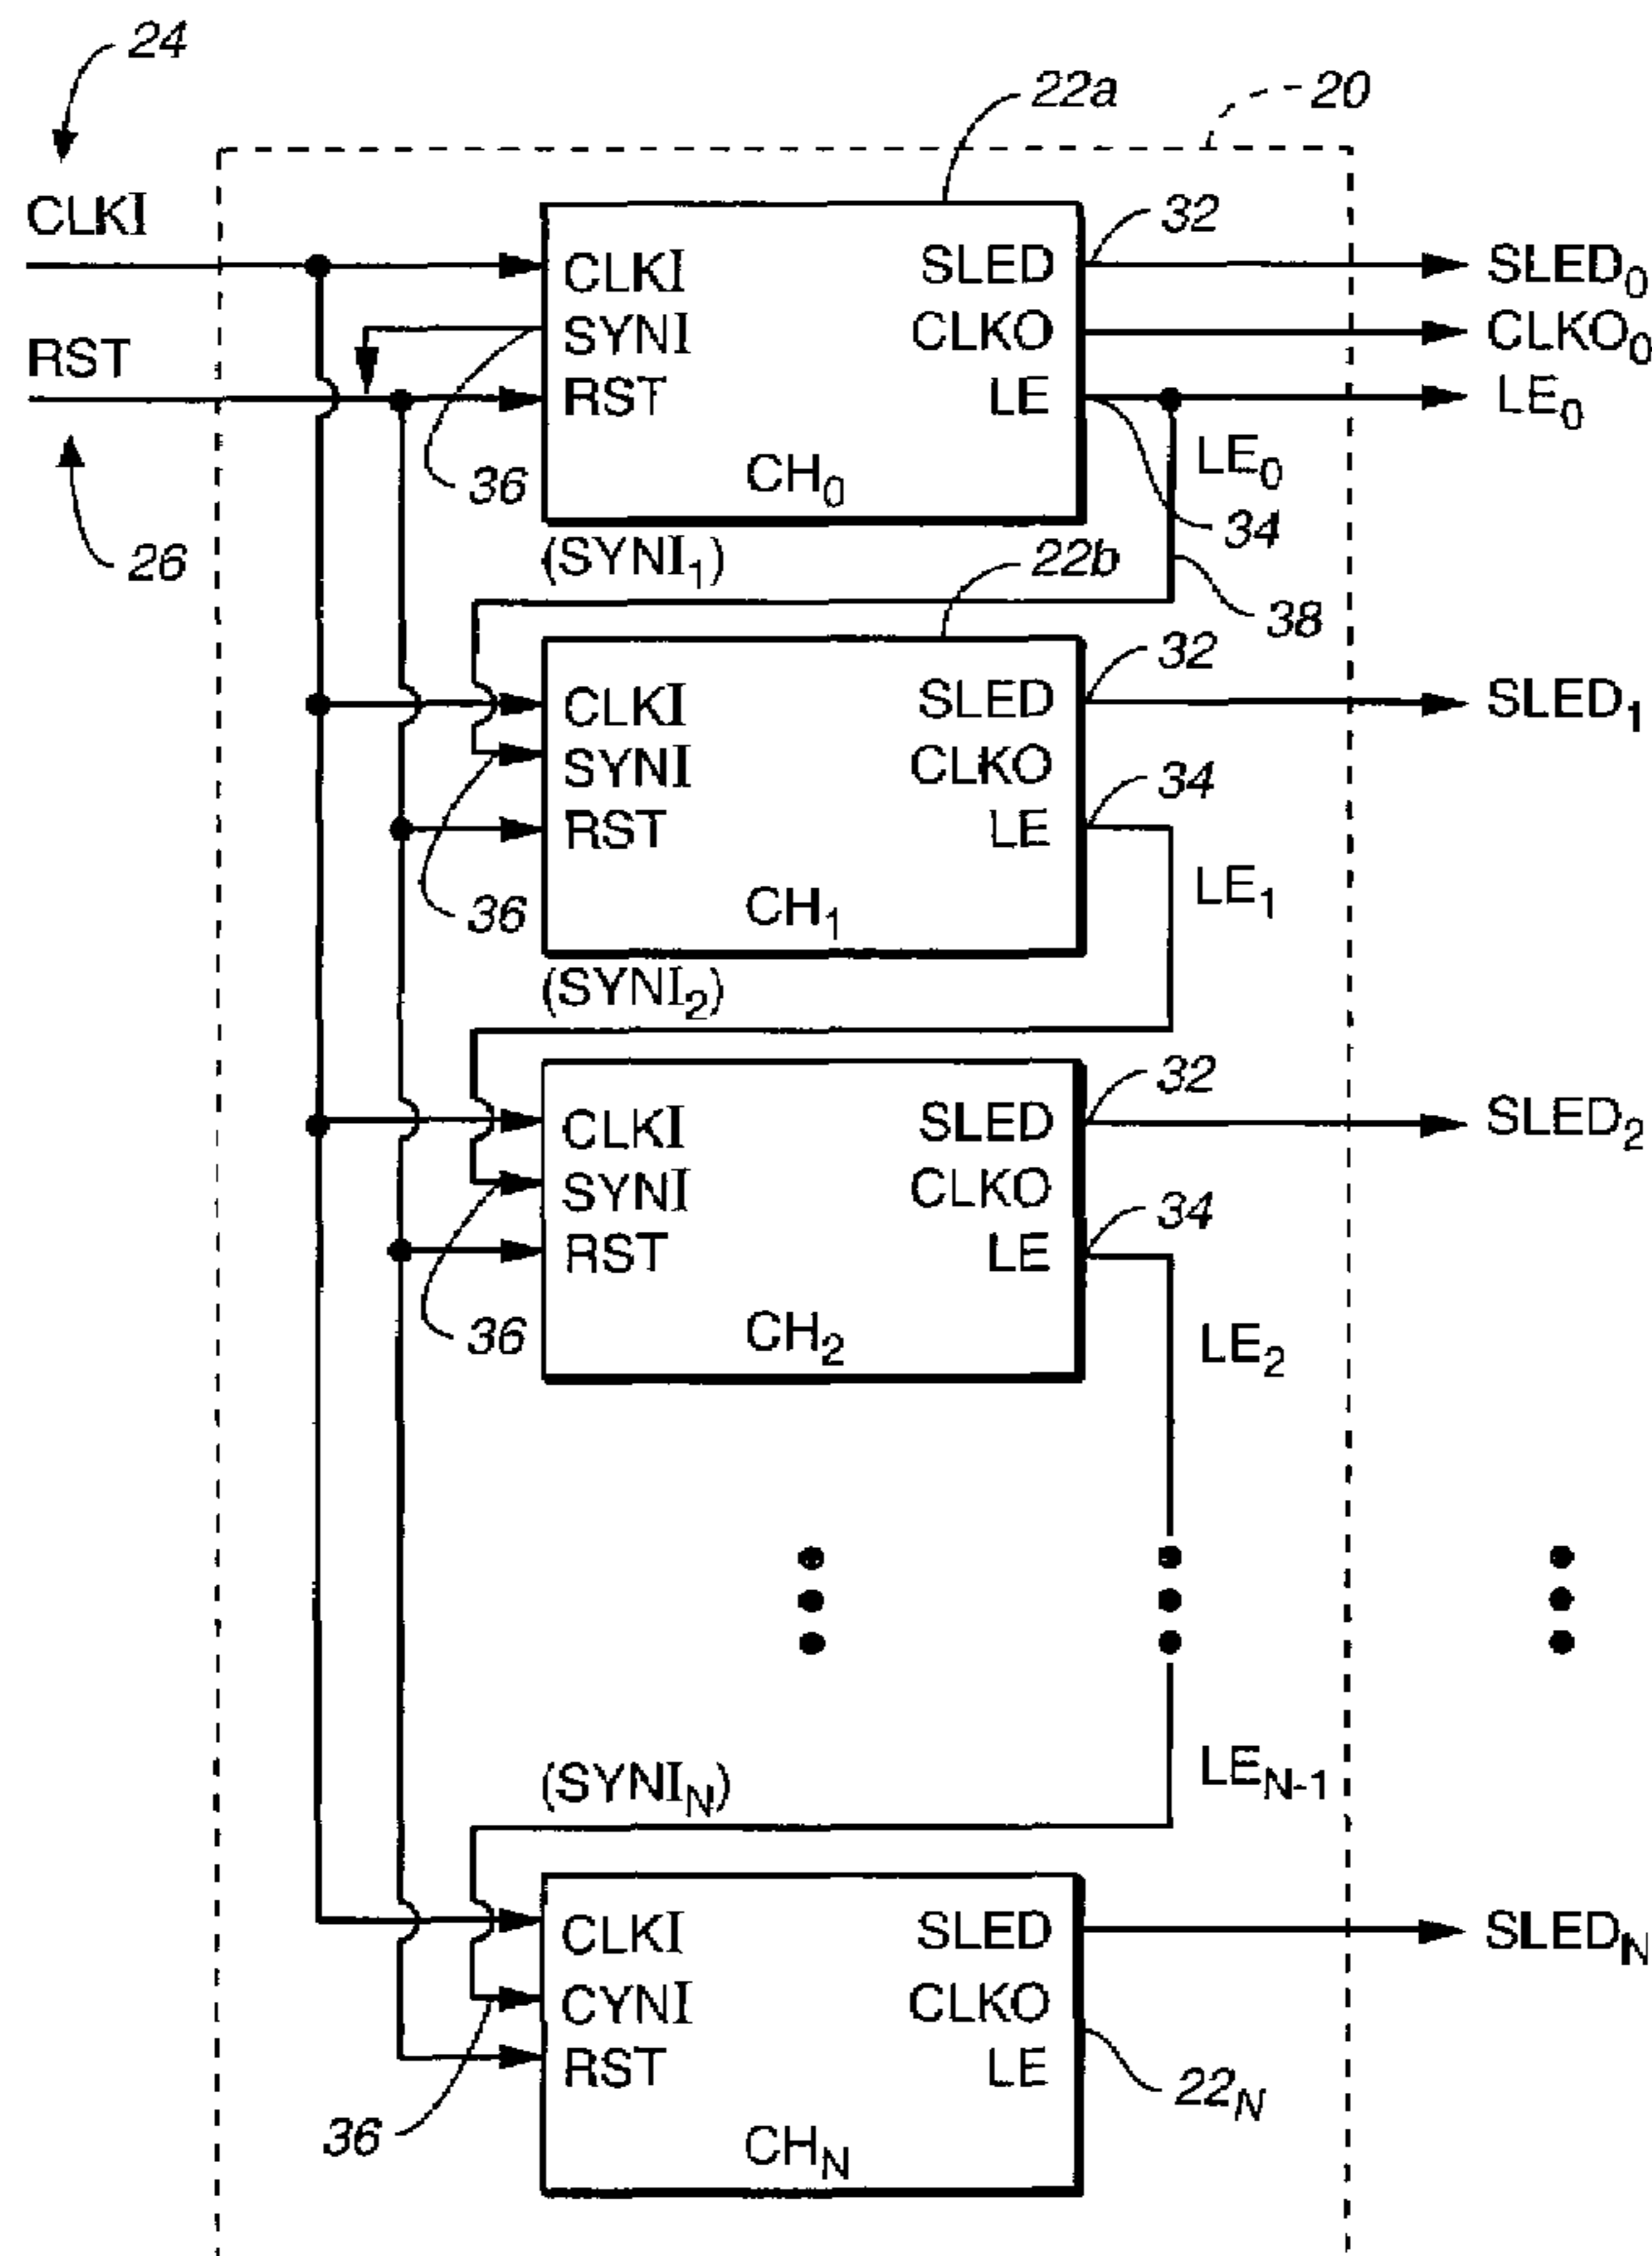 24
22a
20
CLKI
32
CLKI SLED SLED0
SYNI CLKO CLKO0
RST
RST LE LE0
LE0
36
CH0
34
26
(SYNI1)
22b
38
32
CLKI SLED SLED1
SYNI CLKO
34
RST LE
LE1
36
CH1
(SYNI2)
32
CLKI SLED SLED2
SYNI CLKO
34
RST LE
36
CH2
LE2
(SYNIN)
LEN-1
CLKI SLED SLEDN
CYNI CLKO
RST LE
22N
36
CHN